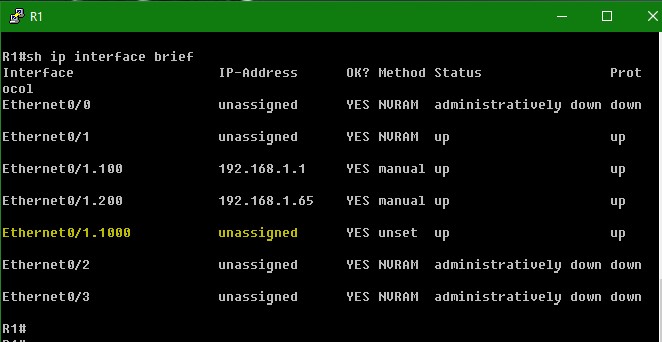 R1
R1#sh ip interface brief
Interface IP-Address OK? Method Status Prot
ocol
Ethernet0/0 unassigned YES NVRAM administratively down down
Ethernet0/1 unassigned YES NVRAM up up
Ethernet0/1.100 192.168.1.1 YES manual up up
Ethernet0/1.200 192.168.1.65 YES manual up up
Ethernet0/1.1000 unassigned YES unset up up
Ethernet0/2 unassigned YES NVRAM administratively down down
Ethernet0/3 unassigned YES NVRAM administratively down down
R1#
R1#